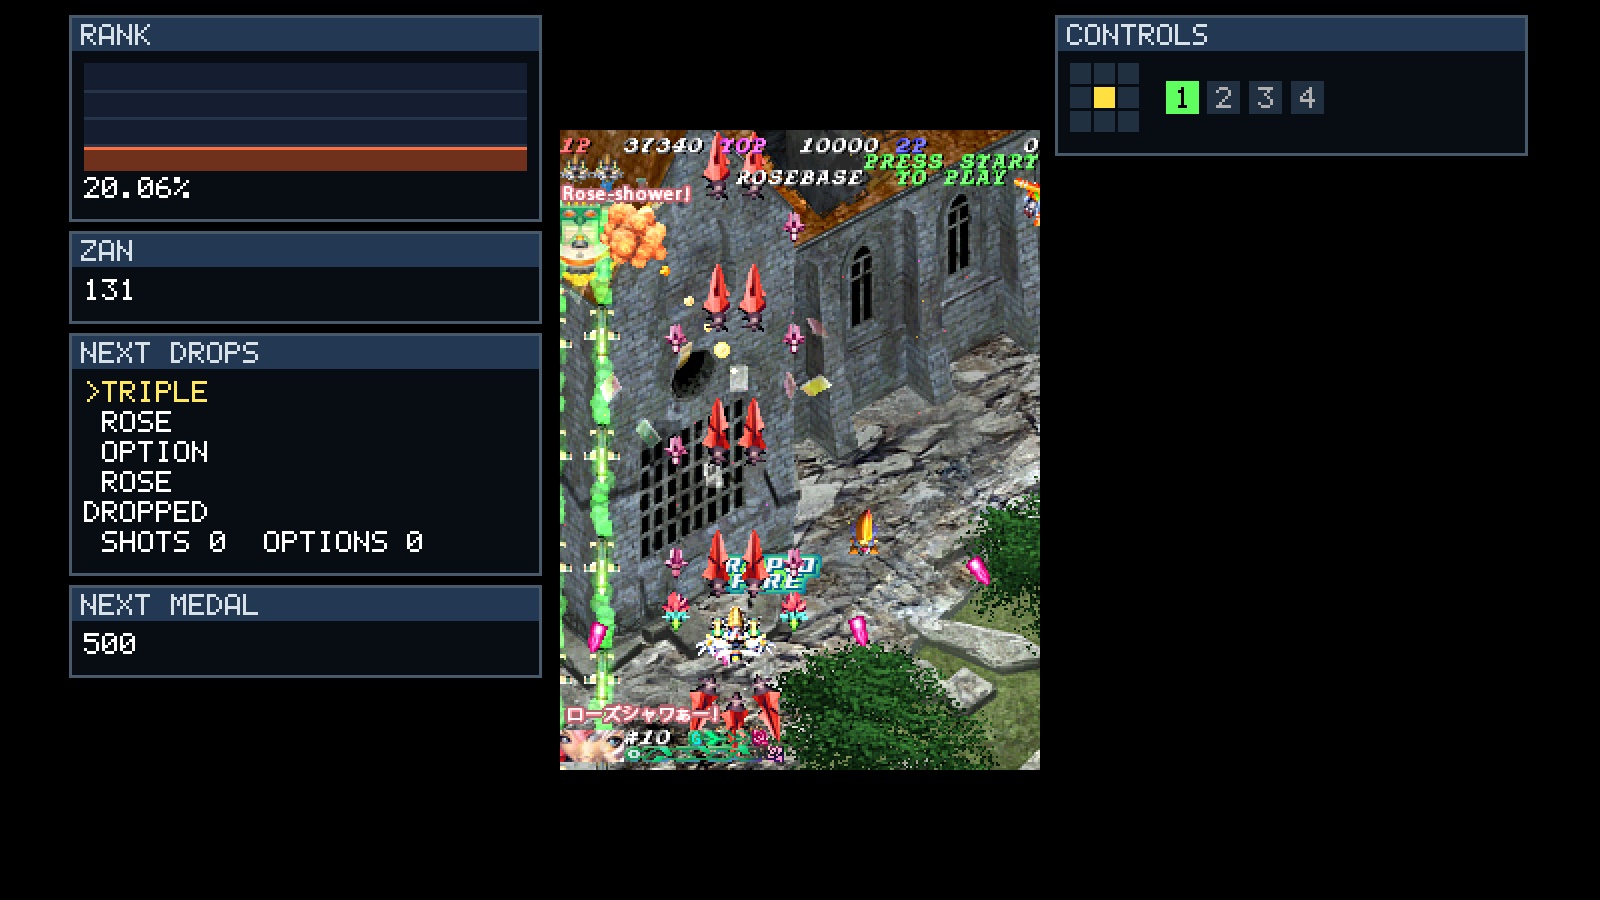 RANK
20.06%
ZAN
131
NEXT DROPS
>TRIPLE
ROSE
OPTION
ROSE
DROPPED
SHOTS 0 OPTIONS 0
NEXT MEDAL
500
1P 37340 TOP 10000 2P 0
PRESS START
ROSEBASE TO PLAY
Rose-shower!
ローズシャワぁー!
#10
CONTROLS
1 2 3 4